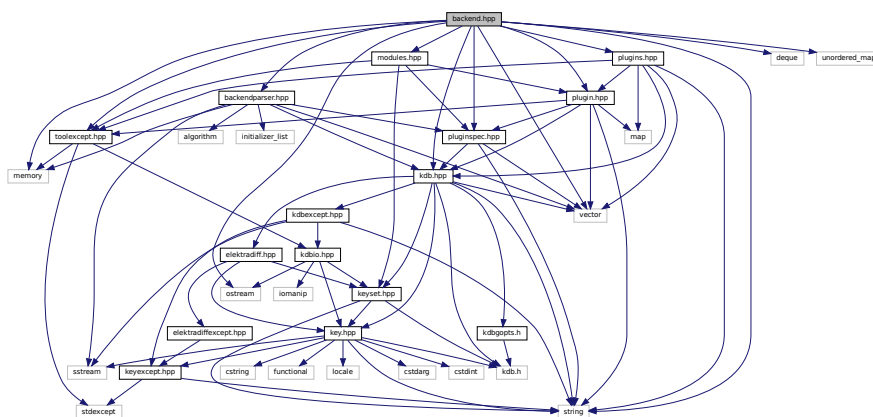 backend.hpp
modules.hpp
plugins.hpp
deque
unordered_map
backendparser.hpp
plugin.hpp
toolexcept.hpp
algorithm
initializer_list
pluginspec.hpp
map
memory
kdb.hpp
kdbexcept.hpp
vector
elektradiff.hpp
kdbio.hpp
ostream
iomanip
keyset.hpp
elektradiffexcept.hpp
key.hpp
kdbgopts.h
sstream
keyexcept.hpp
cstring
functional
locale
cstdarg
cstdint
kdb.h
stdexcept
string